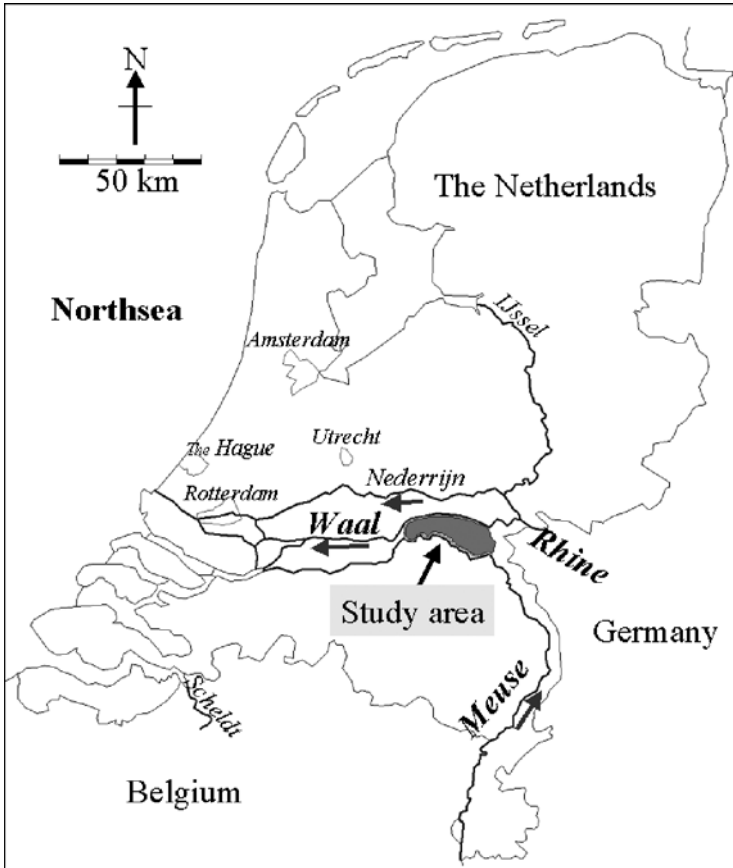 N
50 km
The Netherlands
Northsea
IJssel
Amsterdam
Utrecht
The Hague
Nederrijn
Rotterdam
Waal
Rhine
Study area
Germany
Meuse
Scheldt
Belgium